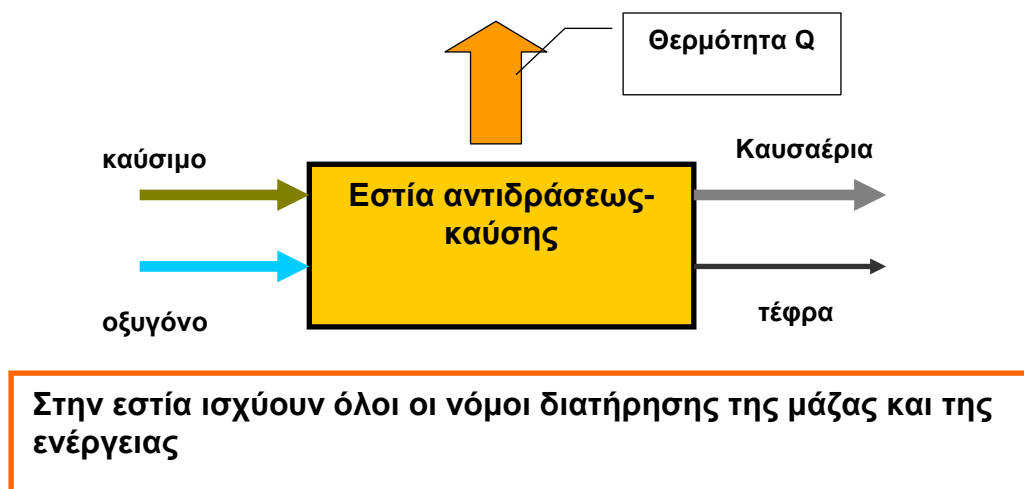 Θερμότητα Q
καύσιμο
Καυσαέρια
Εστία αντιδράσεως-
καύσης
οξυγόνο
τέφρα
Στην εστία ισχύουν όλοι οι νόμοι διατήρησης της μάζας και της
ενέργειας